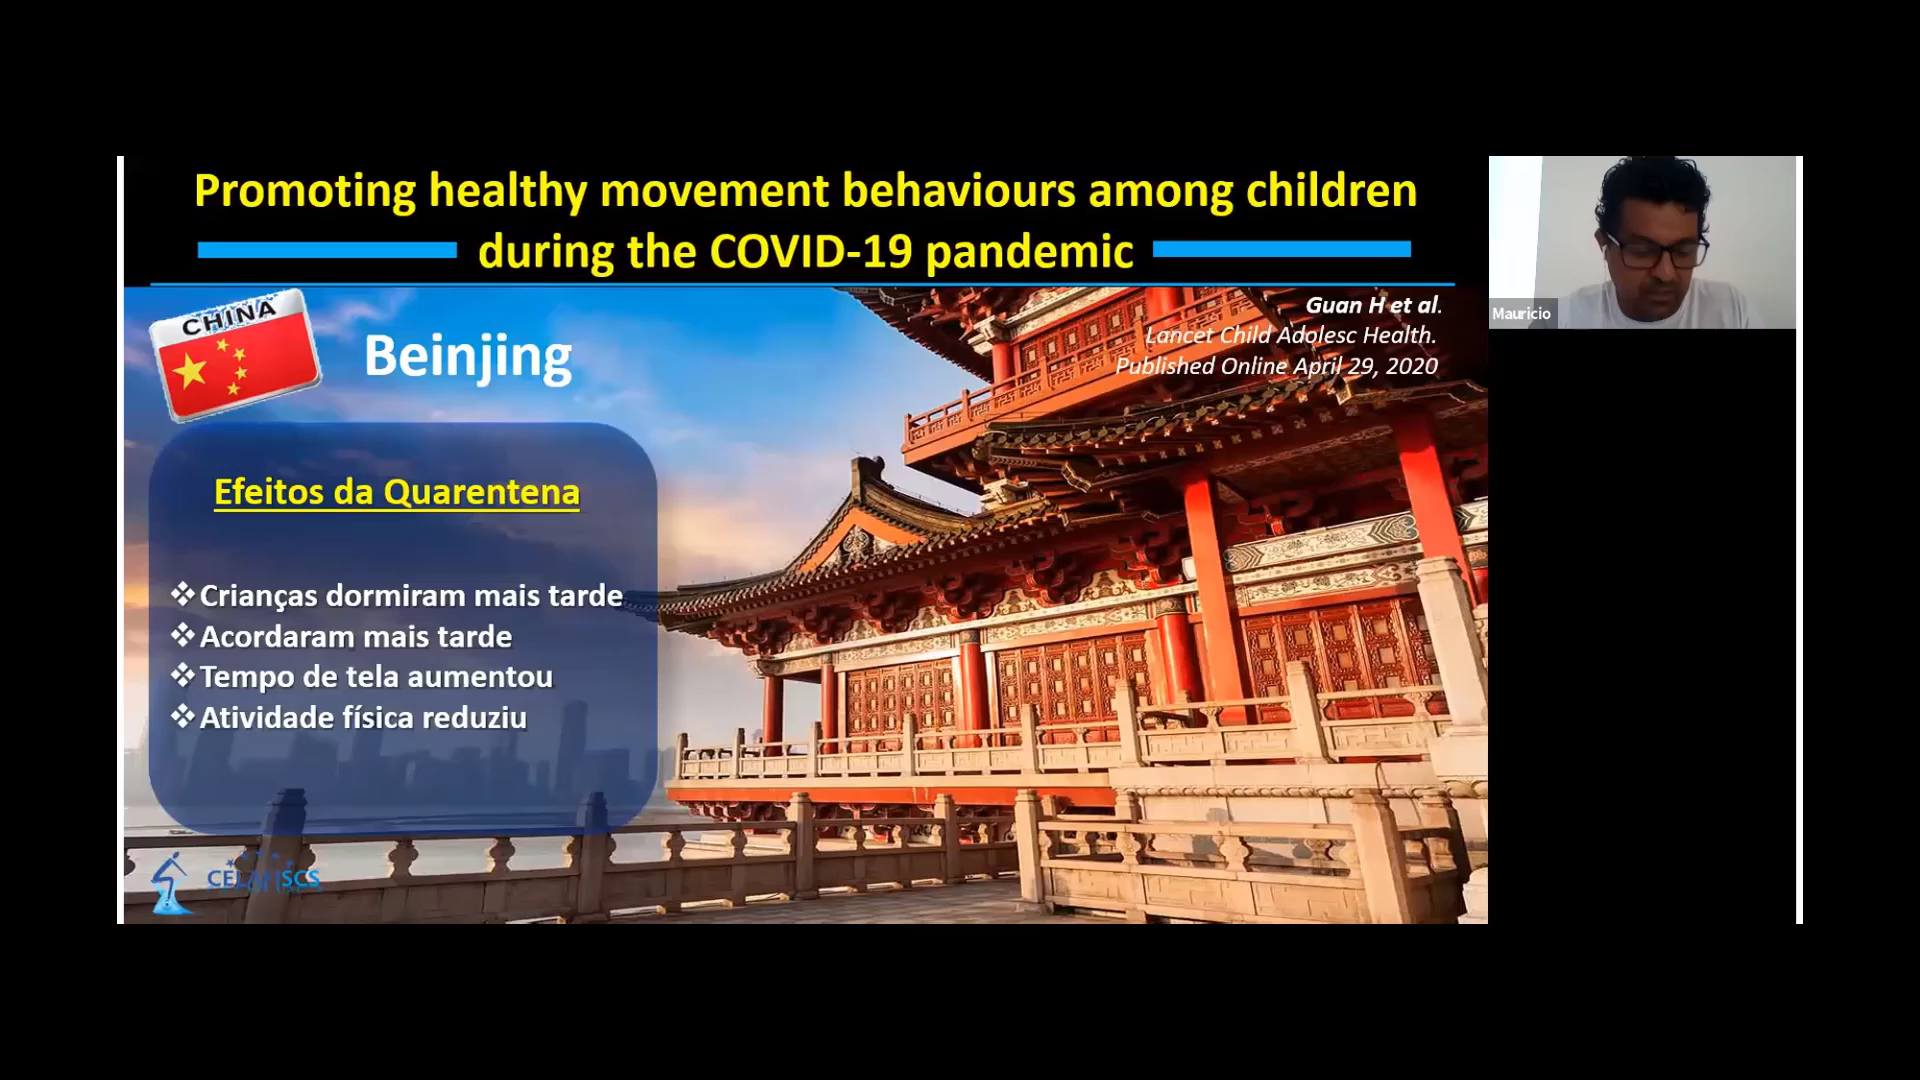 Promoting healthy movement behaviours among children
during the COVID-19 pandemic
CHINA
Beinjing
Guan H et al.
Lancet Child Adolesc Health.
Published Online April 29, 2020
Mauricio
Efeitos da Quarentena
❖Crianças dormiram mais tarde
❖Acordaram mais tarde
❖Tempo de tela aumentou
❖Atividade física reduziu
CELAFISCS